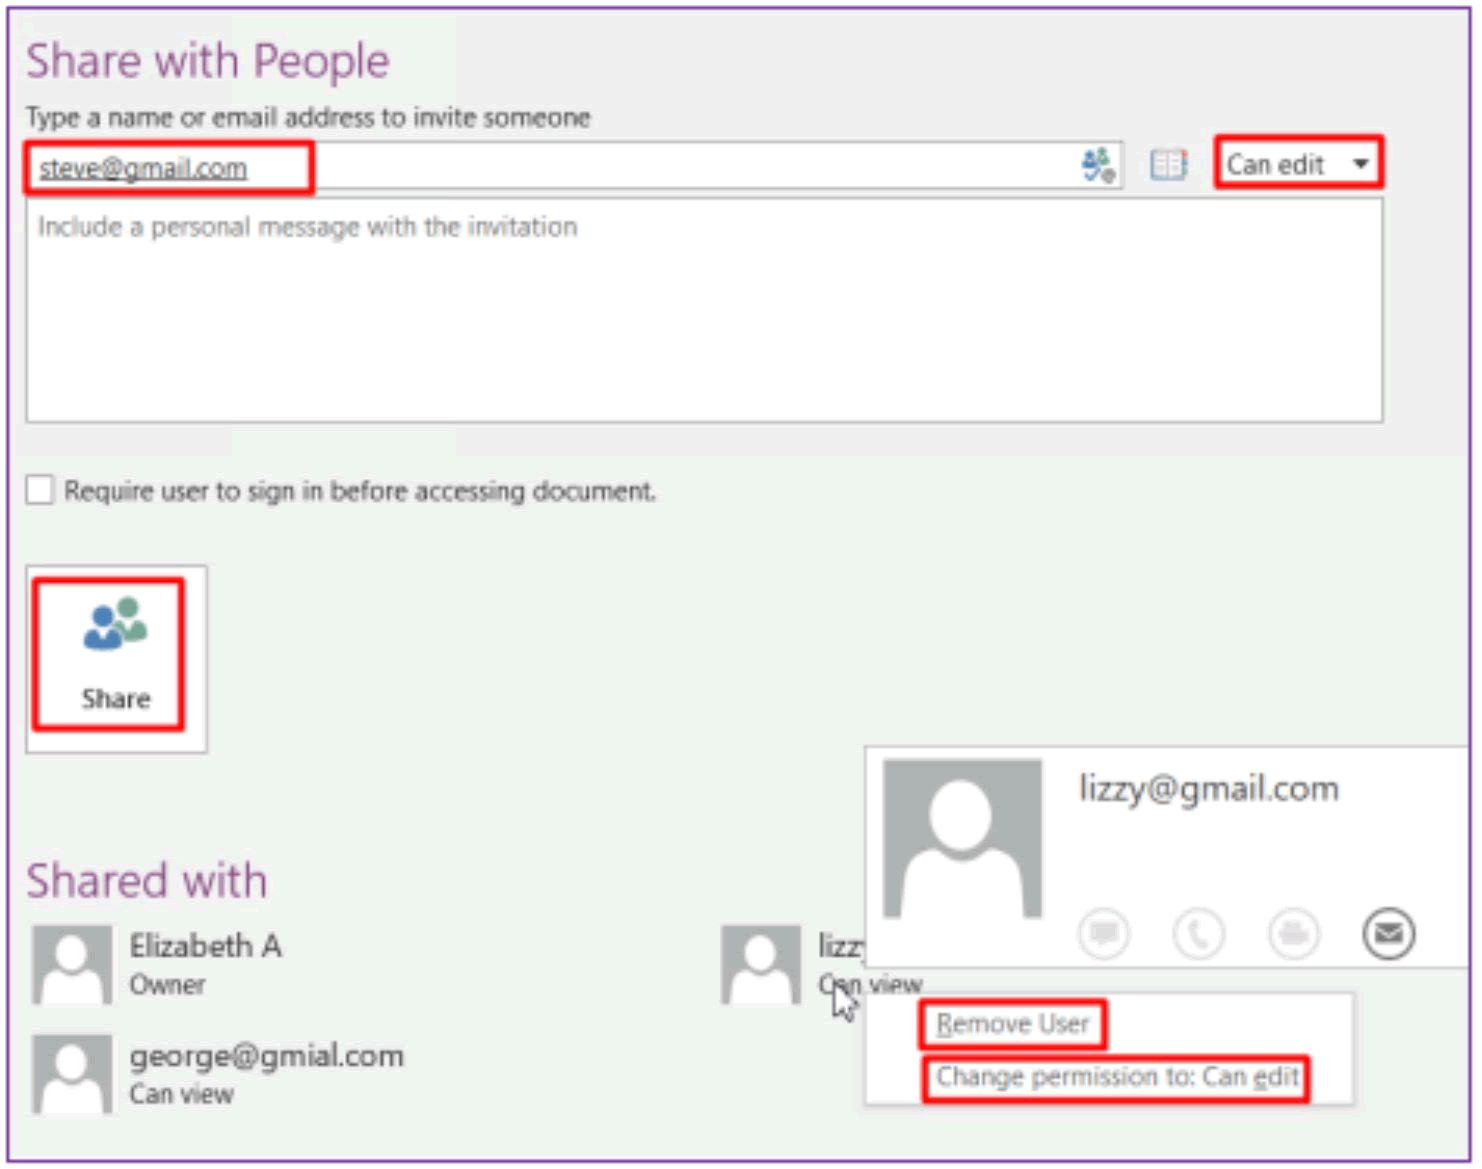 Share with People
Type a name or email address to invite someone
steve@gmail.com
Can edit
Include a personal message with the invitation
Require user to sign in before accessing document.
Share
lizzy@gmail.com
Shared with
Elizabeth A
Owner
lizzy
Can view
Remove User
Change permission to: Can edit
george@gmial.com
Can view